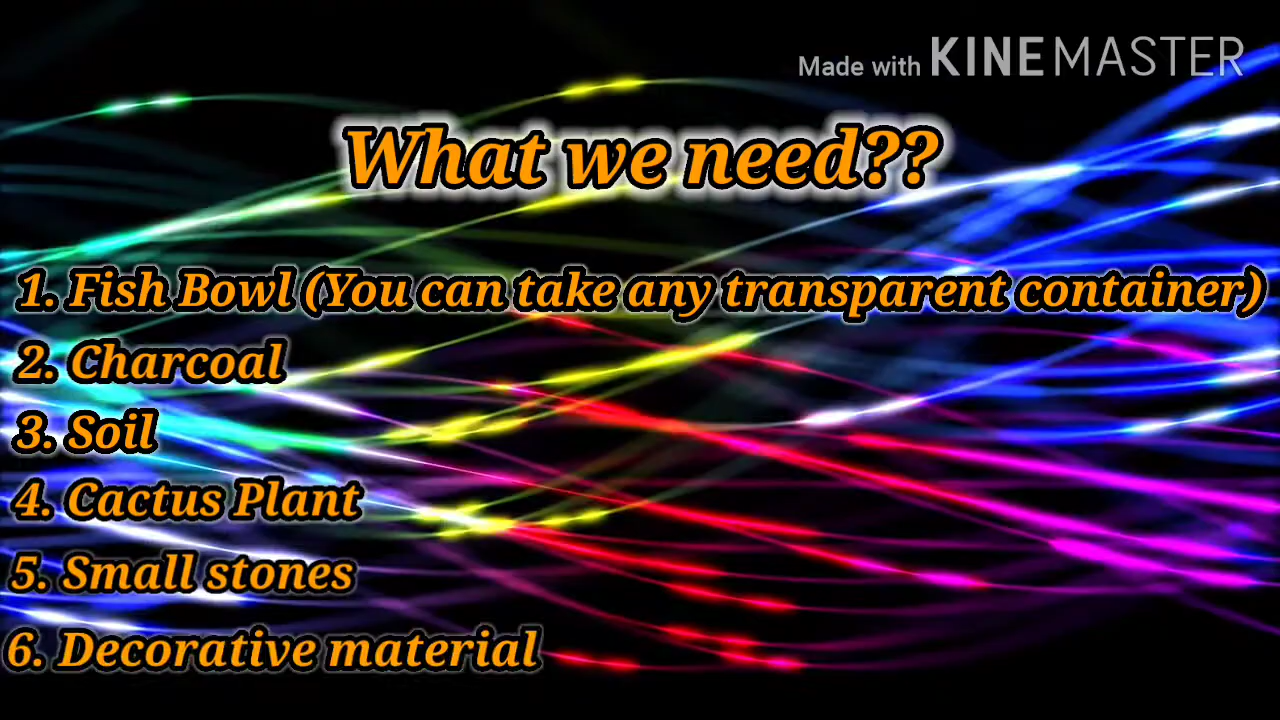 Made with KINEMASTER
What we need??
1. Fish Bowl (You can take any transparent container)
2. Charcoal
3. Soil
4. Cactus Plant
5. Small stones
6. Decorative material